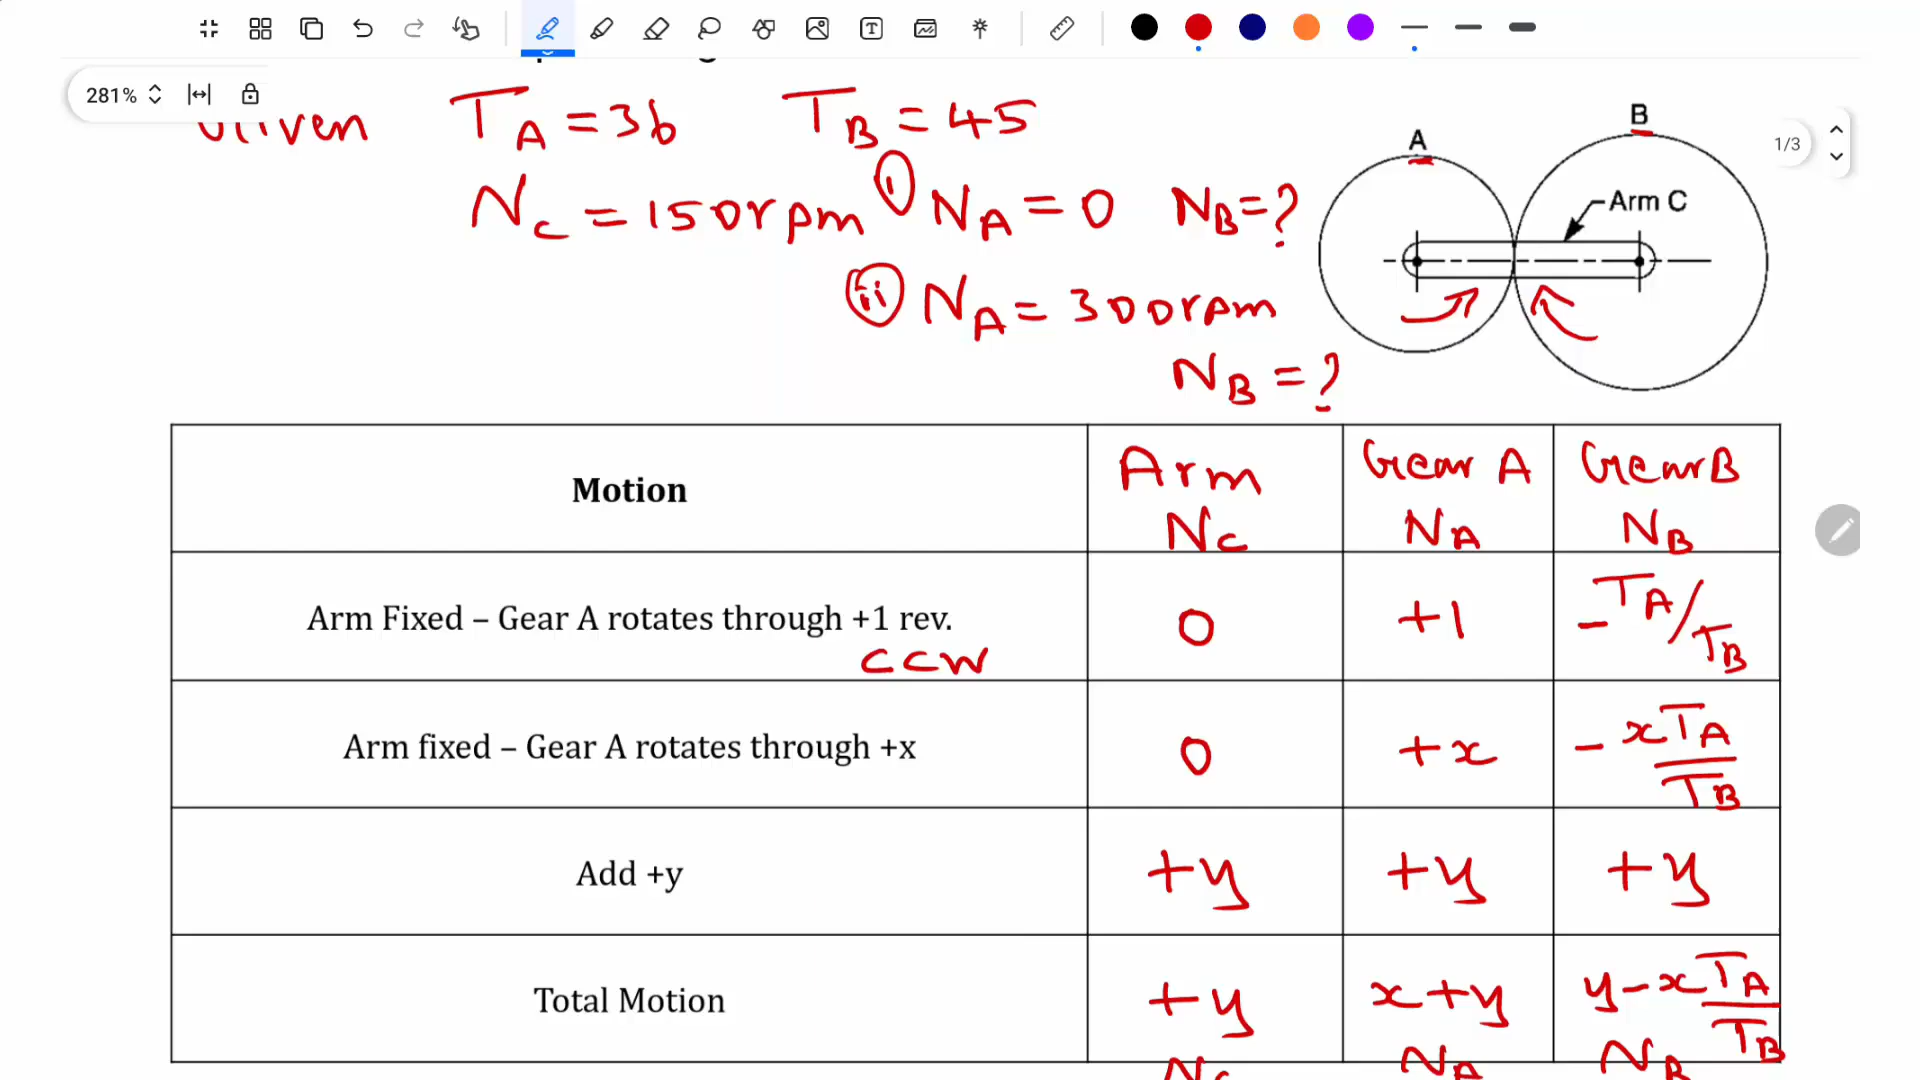 281%
1/3
Given TA = 36 TB = 45
NC = 150rpm (i) NA = 0 NB = ?
(ii) NA = 300rpm
NB = ?
A
B
Arm C
Motion Arm NC Gear A NA Gear B NB
Arm Fixed – Gear A rotates through +1 rev. CCW 0 +1 -TA/TB
Arm fixed – Gear A rotates through +x 0 +x -xTA/TB
Add +y +y +y +y
Total Motion +y x+y y-xTA/TB
NC NA NB